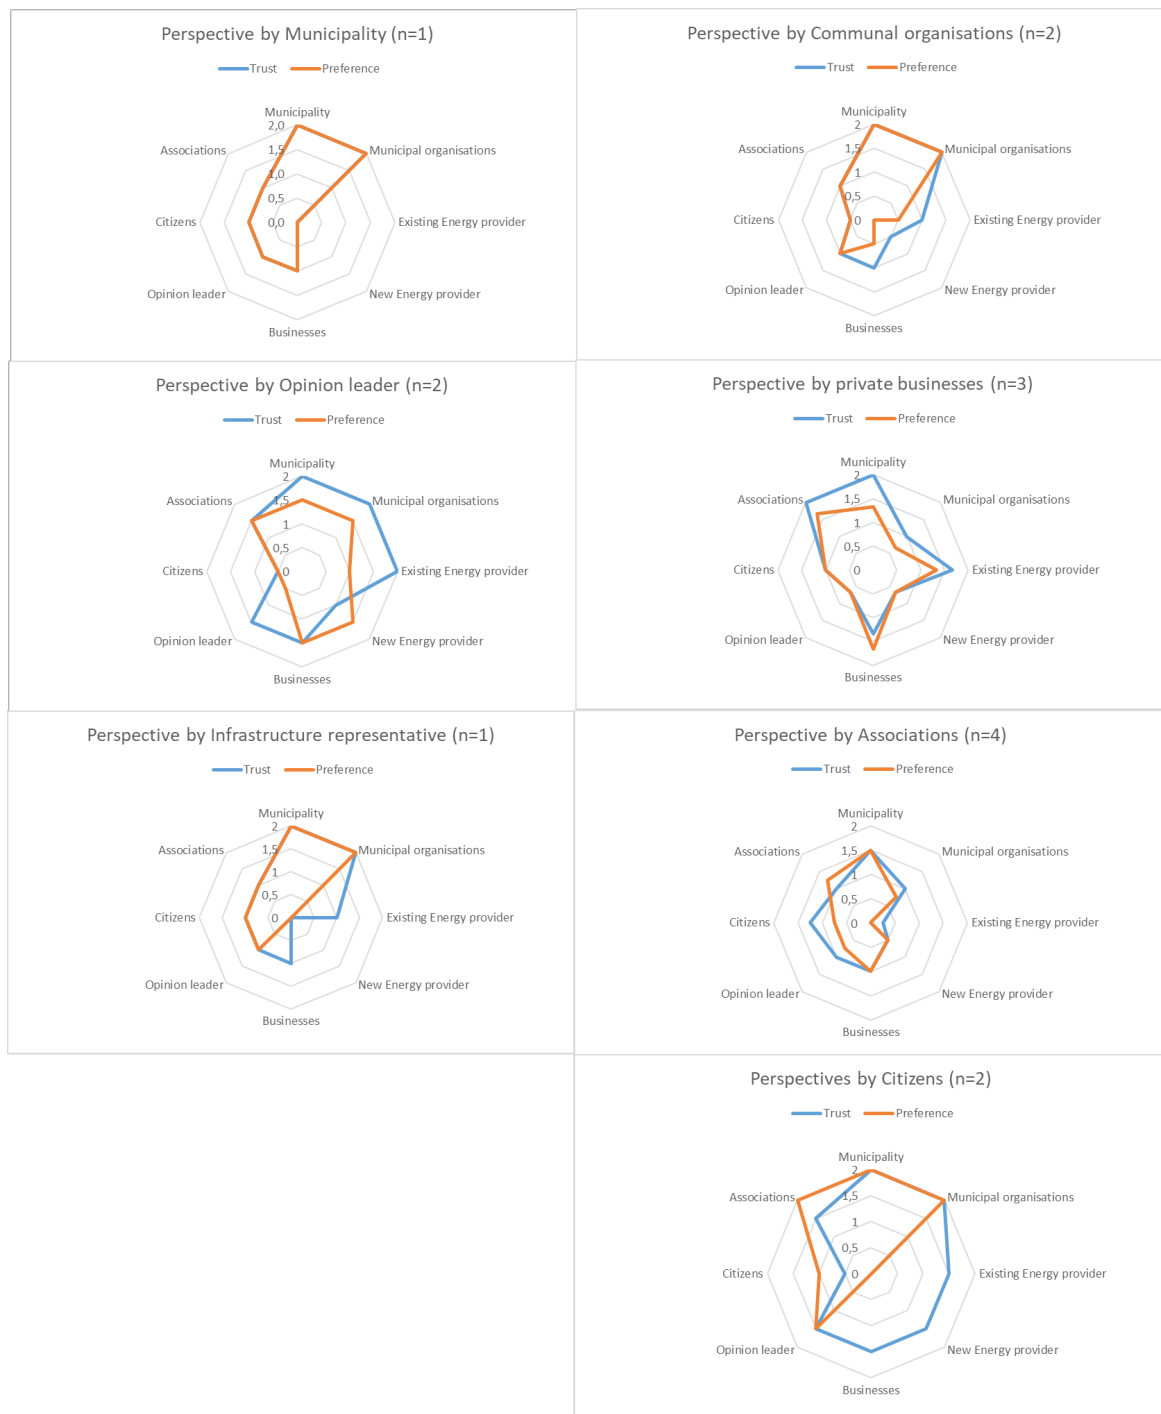 Perspective by Municipality (n=1)
Trust Preference
Municipality
2,0
Associations 1,5 Municipal organisations
1,0
0,5
Citizens 0,0 Existing Energy provider
Opinion leader New Energy provider
Businesses
Perspective by Communal organisations (n=2)
Trust Preference
Municipality
2
Associations 1,5 Municipal organisations
1
0,5
Citizens 0 Existing Energy provider
Opinion leader New Energy provider
Businesses
Perspective by Opinion leader (n=2)
Trust Preference
Municipality
2
Associations 1,5 Municipal organisations
1
0,5
Citizens 0 Existing Energy provider
Opinion leader New Energy provider
Businesses
Perspective by private businesses (n=3)
Trust Preference
Municipality
2
Associations 1,5 Municipal organisations
1
0,5
Citizens 0 Existing Energy provider
Opinion leader New Energy provider
Businesses
Perspective by Infrastructure representative (n=1)
Trust Preference
Municipality
2
Associations 1,5 Municipal organisations
1
0,5
Citizens 0 Existing Energy provider
Opinion leader New Energy provider
Businesses
Perspective by Associations (n=4)
Trust Preference
Municipality
2
Associations 1,5 Municipal organisations
1
0,5
Citizens 0 Existing Energy provider
Opinion leader New Energy provider
Businesses
Perspectives by Citizens (n=2)
Trust Preference
Municipality
2
Associations 1,5 Municipal organisations
1
0,5
Citizens 0 Existing Energy provider
Opinion leader New Energy provider
Businesses